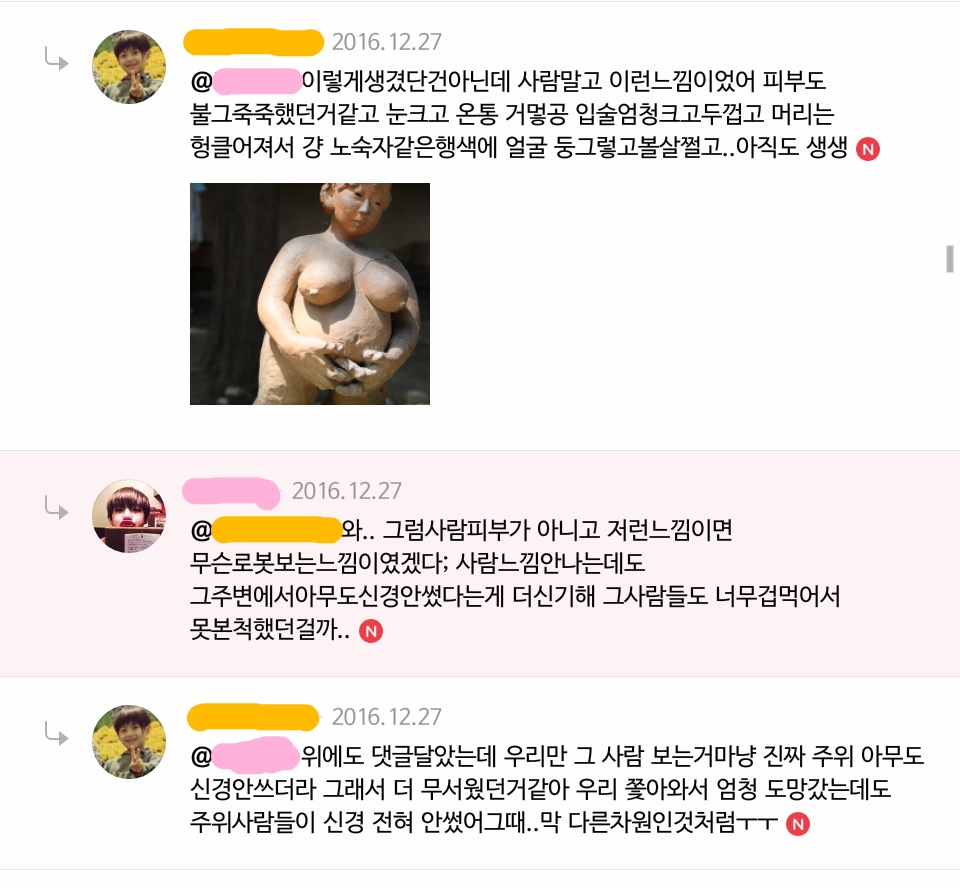 2016.12.27
@ 이렇게생겼단건아닌데 사람말고 이런느낌이었어 피부도
불그죽죽했던거같고 눈크고 온통 거멓공 입술엄청크고두껍고 머리는
헝클어져서 걍 노숙자같은행색에 얼굴 둥그렇고볼살쩔고..아직도 생생 N
2016.12.27
@ 와.. 그럼사람피부가 아니고 저런느낌이면
무슨로봇보는느낌이였겠다; 사람느낌안나는데도
그주변에서아무도신경안썼다는게 더신기해 그사람들도 너무겁먹어서
못본척했던걸까.. N
2016.12.27
@ 위에도 댓글달았는데 우리만 그 사람 보는거마냥 진짜 주위 아무도
신경안쓰더라 그래서 더 무서웠던거같아 우리 쫓아와서 엄청 도망갔는데도
주위사람들이 신경 전혀 안썼어그때..막 다른차원인것처럼ㅜㅜ N